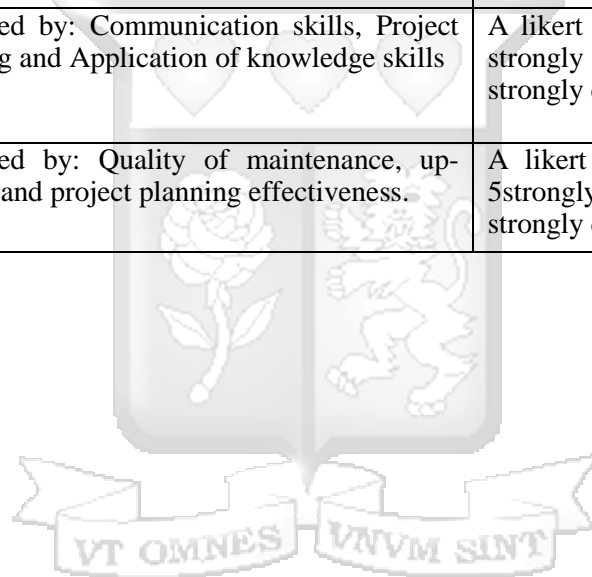 ed by: Communication skills, Project
g and Application of knowledge skills
A likert
strongly
strongly
ed by: Quality of maintenance, up-
and project planning effectiveness.
A likert
5strongly
strongly
VT OMNES VNVM SINT